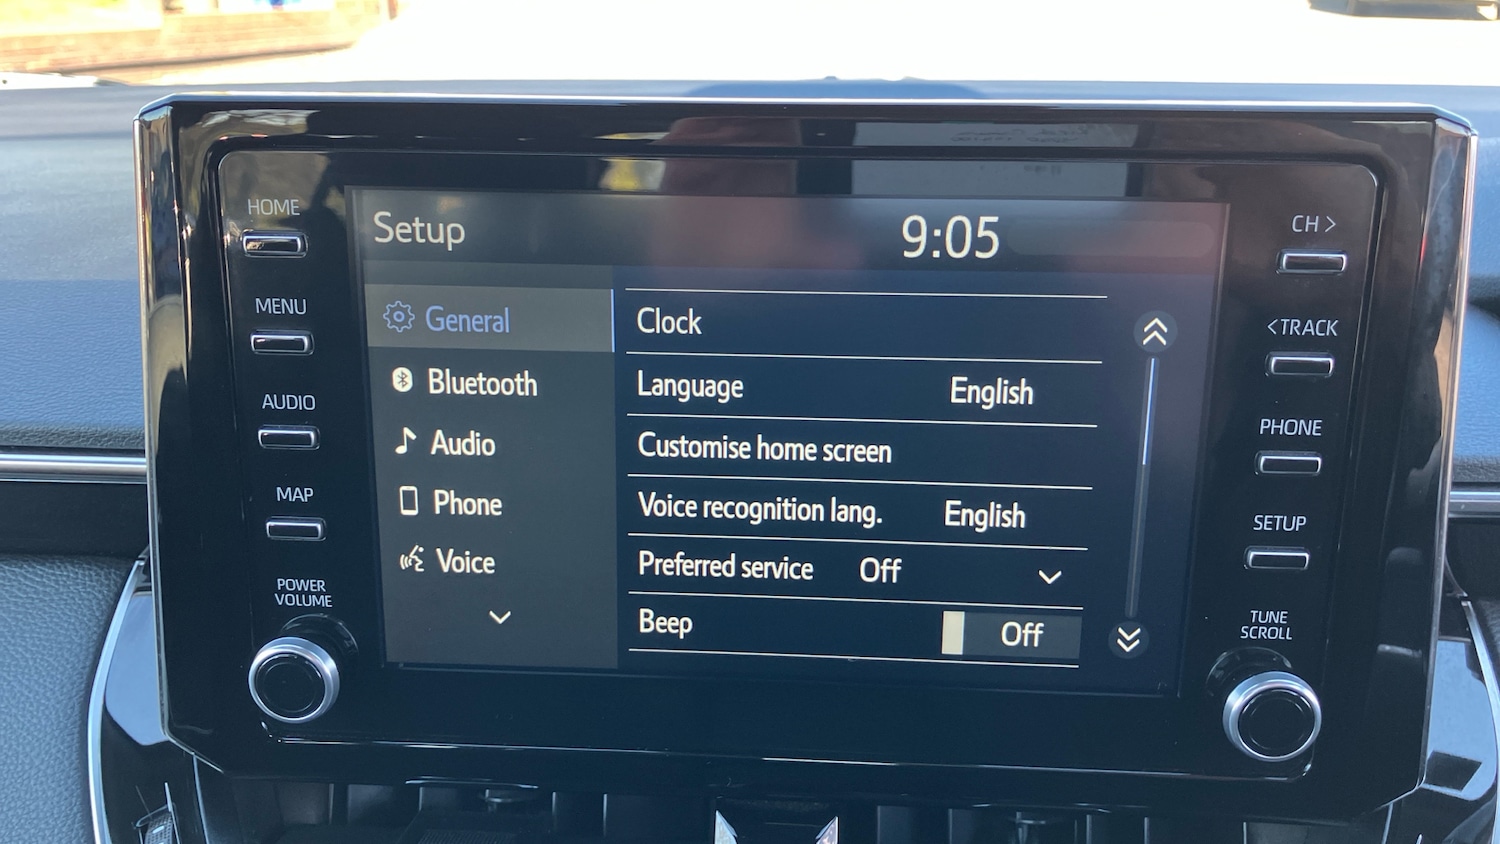 HOME
MENU
AUDIO
MAP
POWER
VOLUME
Setup
9:05
General
Bluetooth
Audio
Phone
Voice
Clock
Language English
Customise home screen
Voice recognition lang. English
Preferred service Off
Beep Off
CH >
< TRACK
PHONE
SETUP
TUNE
SCROLL